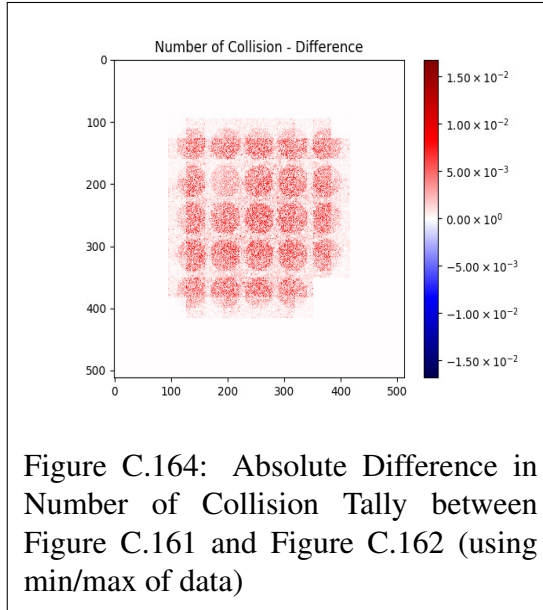 Number of Collision - Difference
0
100
200
300
400
500
0 100 200 300 400 500
1.50 × 10⁻²
1.00 × 10⁻²
5.00 × 10⁻³
0.00 × 10⁰
−5.00 × 10⁻³
−1.00 × 10⁻²
−1.50 × 10⁻²
Figure C.164: Absolute Difference in
Number of Collision Tally between
Figure C.161 and Figure C.162 (using
min/max of data)